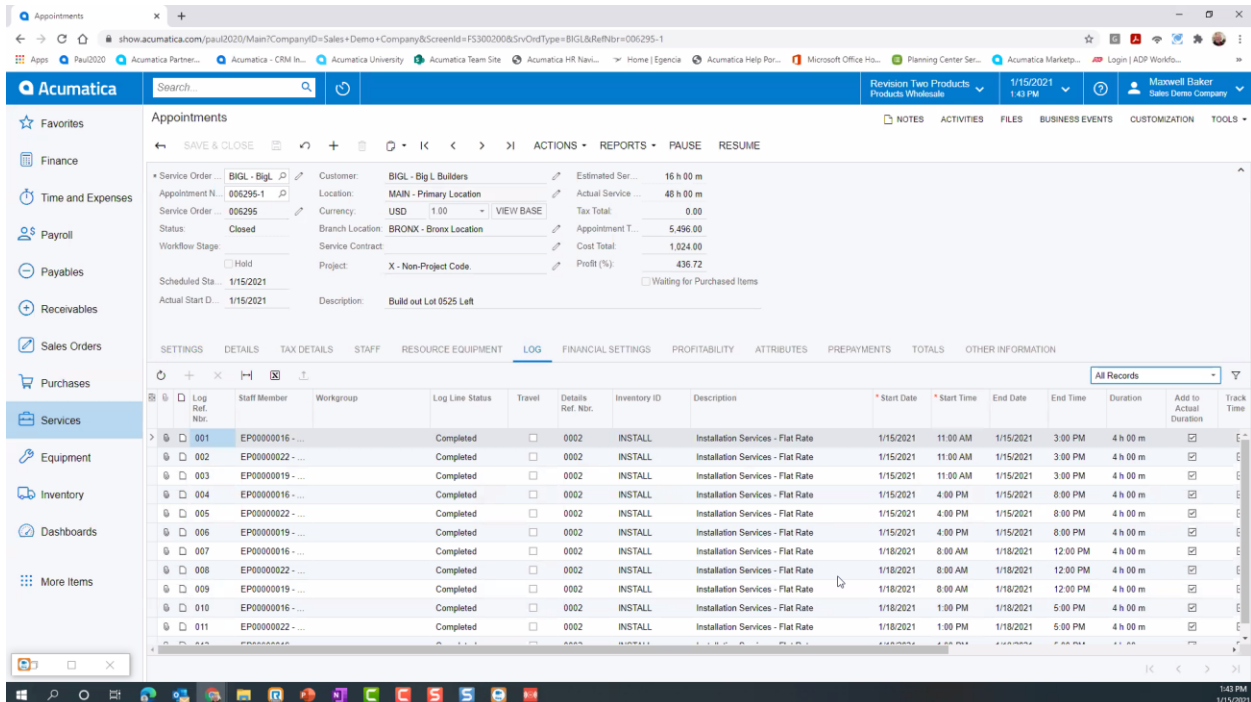 Appointments
show.acumatica.com/paul2020/Main?CompanyID=Sales+Demo+Company&ScreenId=FS300200&SrvOrdType=BIGL&RefNbr=006295-1
Apps Paul2020 Acumatica Partner... Acumatica - CRM In... Acumatica University Acumatica Team Site Acumatica HR Navi... Home | Egencia Acumatica Help Por... Microsoft Office Ho... Planning Center Ser... Acumatica Marketp... Login | ADP Workfo... »
Acumatica Search... Revision Two Products Products Wholesale 1/15/2021 1:43 PM Maxwell Baker Sales Demo Company
Favorites
Finance
Time and Expenses
Payroll
Payables
Receivables
Sales Orders
Purchases
Services
Equipment
Inventory
Dashboards
More Items
Appointments NOTES ACTIVITIES FILES BUSINESS EVENTS CUSTOMIZATION TOOLS
SAVE & CLOSE ACTIONS REPORTS PAUSE RESUME
* Service Order ... BIGL - BigL Customer: BIGL - Big L Builders Estimated Ser... 16 h 00 m
Appointment N... 006295-1 Location: MAIN - Primary Location Actual Service ... 48 h 00 m
Service Order ... 006295 Currency: USD 1.00 VIEW BASE Tax Total: 0.00
Status: Closed Branch Location: BRONX - Bronx Location Appointment T... 5,496.00
Workflow Stage: Service Contract: Cost Total: 1,024.00
Hold Project: X - Non-Project Code. Profit (%): 436.72
Scheduled Sta... 1/15/2021 Waiting for Purchased Items
Actual Start D... 1/15/2021 Description: Build out Lot 0525 Left
SETTINGS DETAILS TAX DETAILS STAFF RESOURCE EQUIPMENT LOG FINANCIAL SETTINGS PROFITABILITY ATTRIBUTES PREPAYMENTS TOTALS OTHER INFORMATION
All Records
Log Ref. Nbr. Staff Member Workgroup Log Line Status Travel Details Ref. Nbr. Inventory ID Description * Start Date * Start Time End Date End Time Duration Add to Actual Duration Track Time
001 EP00000016 - ... Completed 0002 INSTALL Installation Services - Flat Rate 1/15/2021 11:00 AM 1/15/2021 3:00 PM 4 h 00 m
002 EP00000022 - ... Completed 0002 INSTALL Installation Services - Flat Rate 1/15/2021 11:00 AM 1/15/2021 3:00 PM 4 h 00 m
003 EP00000019 - ... Completed 0002 INSTALL Installation Services - Flat Rate 1/15/2021 11:00 AM 1/15/2021 3:00 PM 4 h 00 m
004 EP00000016 - ... Completed 0002 INSTALL Installation Services - Flat Rate 1/15/2021 4:00 PM 1/15/2021 8:00 PM 4 h 00 m
005 EP00000022 - ... Completed 0002 INSTALL Installation Services - Flat Rate 1/15/2021 4:00 PM 1/15/2021 8:00 PM 4 h 00 m
006 EP00000019 - ... Completed 0002 INSTALL Installation Services - Flat Rate 1/15/2021 4:00 PM 1/15/2021 8:00 PM 4 h 00 m
007 EP00000016 - ... Completed 0002 INSTALL Installation Services - Flat Rate 1/18/2021 8:00 AM 1/18/2021 12:00 PM 4 h 00 m
008 EP00000022 - ... Completed 0002 INSTALL Installation Services - Flat Rate 1/18/2021 8:00 AM 1/18/2021 12:00 PM 4 h 00 m
009 EP00000019 - ... Completed 0002 INSTALL Installation Services - Flat Rate 1/18/2021 8:00 AM 1/18/2021 12:00 PM 4 h 00 m
010 EP00000016 - ... Completed 0002 INSTALL Installation Services - Flat Rate 1/18/2021 1:00 PM 1/18/2021 5:00 PM 4 h 00 m
011 EP00000022 - ... Completed 0002 INSTALL Installation Services - Flat Rate 1/18/2021 1:00 PM 1/18/2021 5:00 PM 4 h 00 m
1:43 PM
1/15/2021